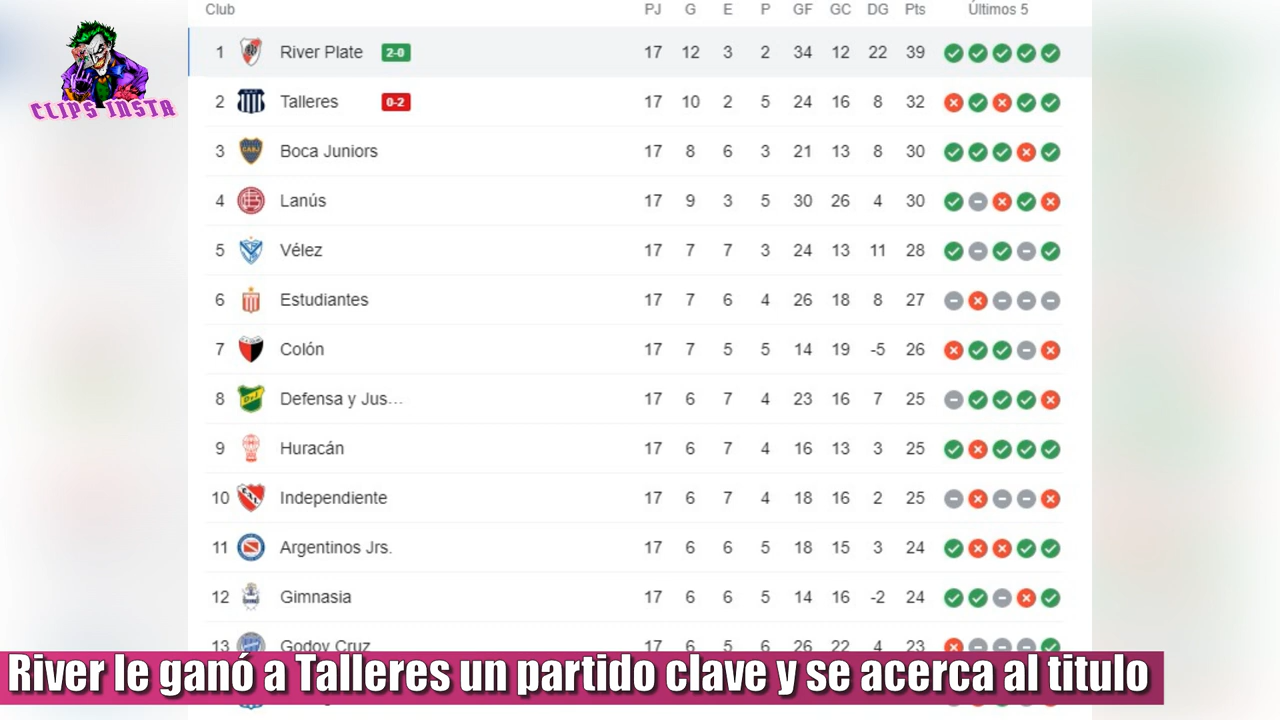 Club PJ G E P GF GC DG Pts Últimos 5
1 River Plate 2-0 17 12 3 2 34 12 22 39
2 Talleres 0-2 17 10 2 5 24 16 8 32
3 Boca Juniors 17 8 6 3 21 13 8 30
4 Lanús 17 9 3 5 30 26 4 30
5 Vélez 17 7 7 3 24 13 11 28
6 Estudiantes 17 7 6 4 26 18 8 27
7 Colón 17 7 5 5 14 19 -5 26
8 Defensa y Jus... 17 6 7 4 23 16 7 25
9 Huracán 17 6 7 4 16 13 3 25
10 Independiente 17 6 7 4 18 16 2 25
11 Argentinos Jrs. 17 6 6 5 18 15 3 24
12 Gimnasia 17 6 6 5 14 16 -2 24
13 Godoy Cruz 17 6 5 6 26 22 4 23
CLIPS INSTA
River le ganó a Talleres un partido clave y se acerca al titulo